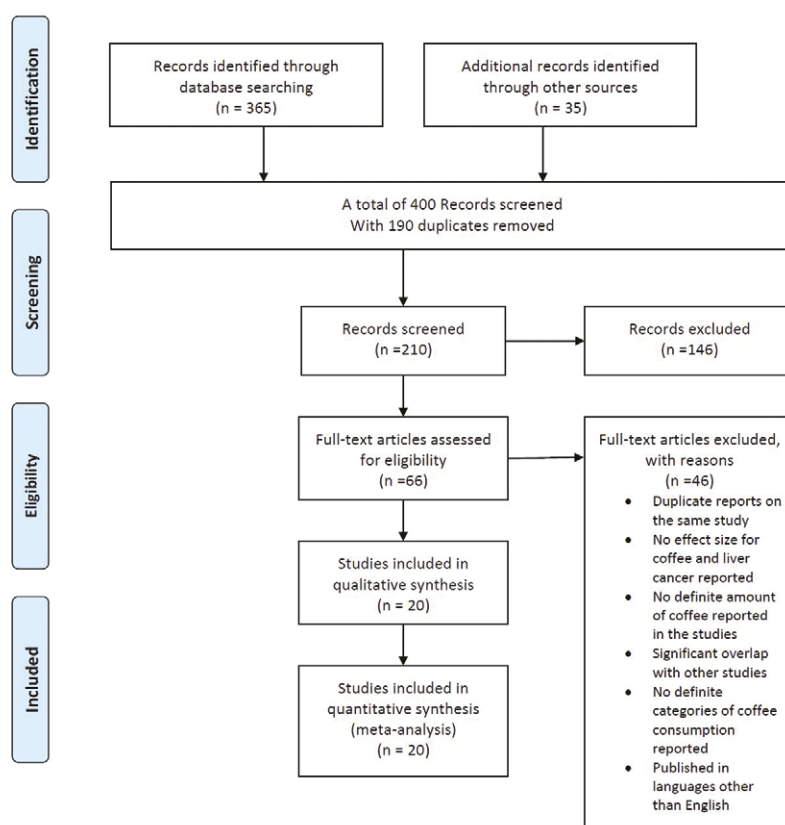 Identification
Records identified through
database searching
(n = 365)
Additional records identified
through other sources
(n = 35)
A total of 400 Records screened
With 190 duplicates removed
Screening
Records screened
(n =210)
Records excluded
(n =146)
Eligibility
Full-text articles assessed
for eligibility
(n =66)
Full-text articles excluded,
with reasons
(n =46)
• Duplicate reports on
the same study
• No effect size for
coffee and liver
cancer reported
• No definite amount
of coffee reported
in the studies
• Significant overlap
with other studies
• No definite
categories of coffee
consumption
reported
• Published in
languages other
than English
Studies included in
qualitative synthesis
(n = 20)
Included
Studies included in
quantitative synthesis
(meta-analysis)
(n = 20)